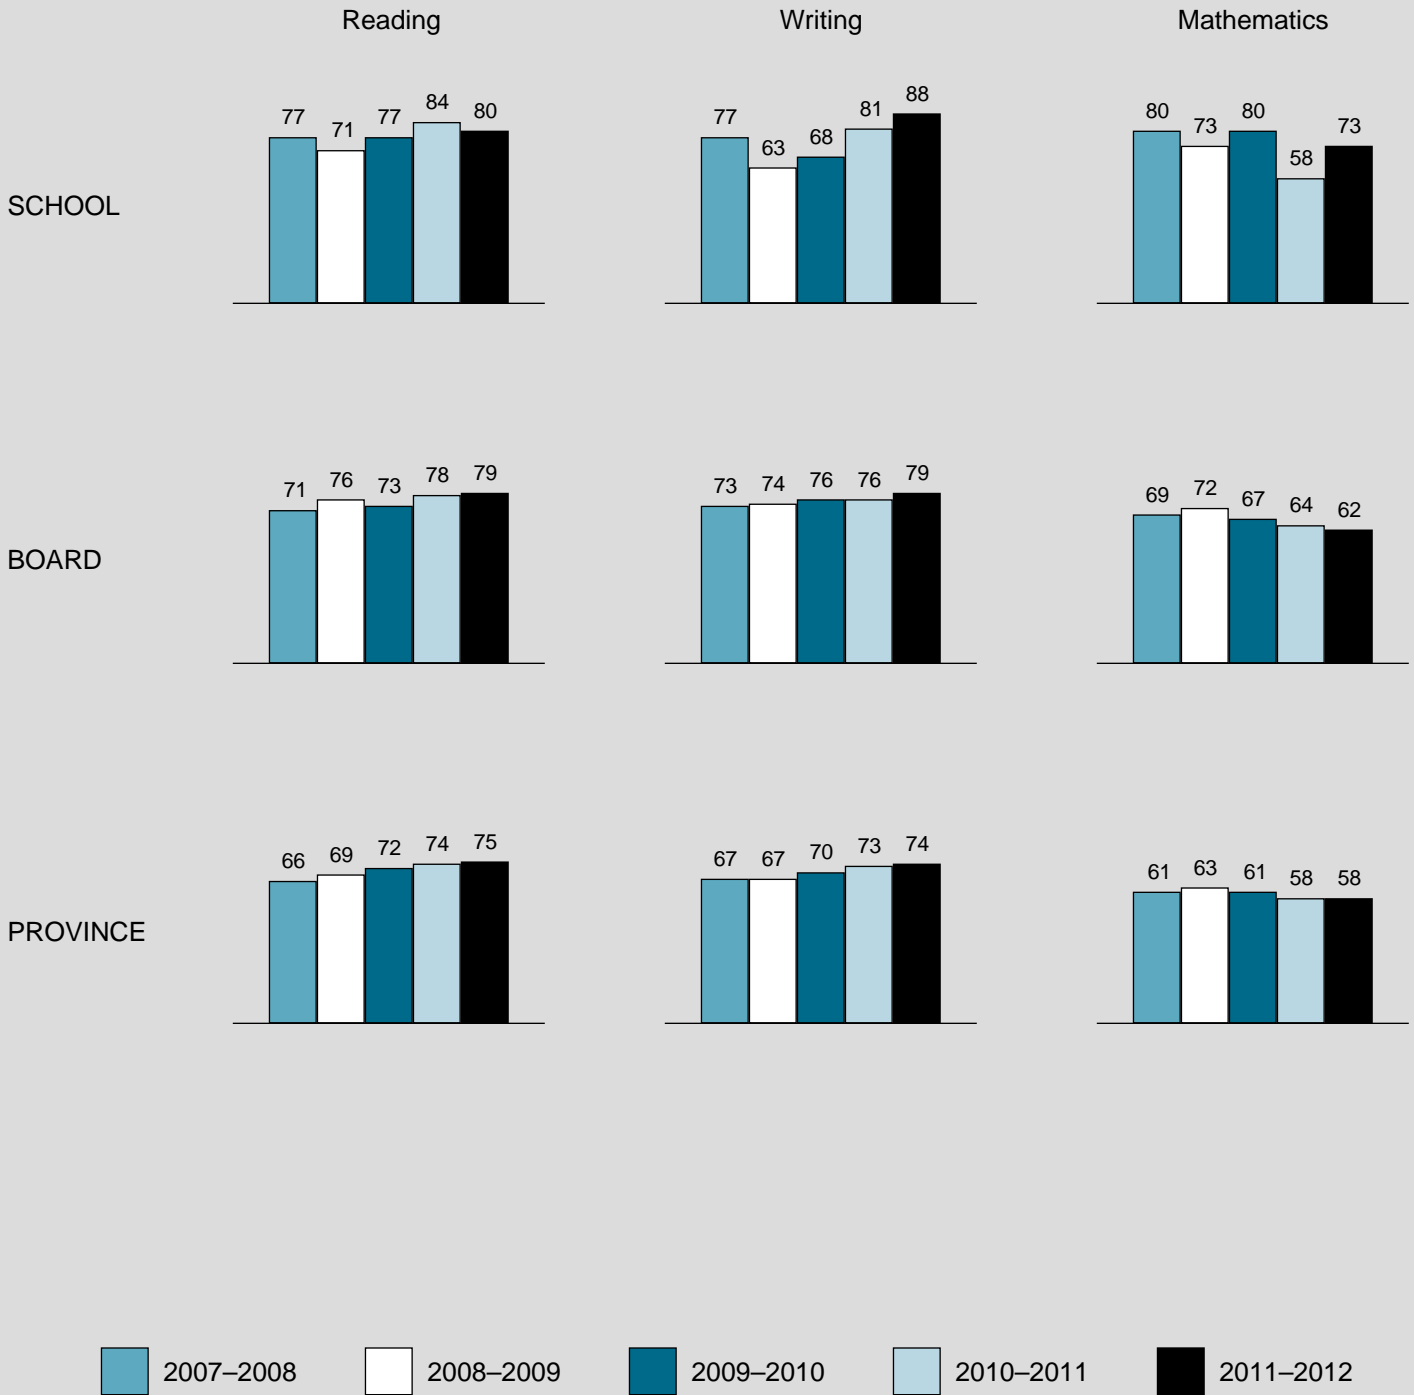 Reading Writing Mathematics
SCHOOL
77 71 77 84 80
77 63 68 81 88
80 73 80 58 73
BOARD
71 76 73 78 79
73 74 76 76 79
69 72 67 64 62
PROVINCE
66 69 72 74 75
67 67 70 73 74
61 63 61 58 58
2007–2008 2008–2009 2009–2010 2010–2011 2011–2012